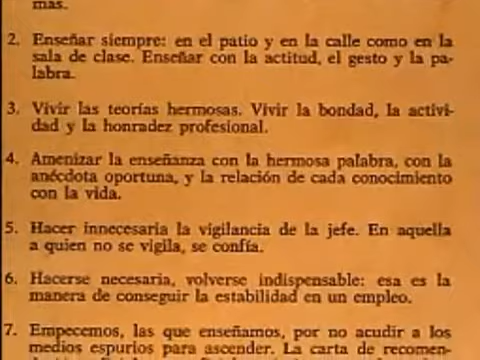 mas.
2. Enseñar siempre: en el patio y en la calle como en la
sala de clase. Enseñar con la actitud, el gesto y la pa-
labra.
3. Vivir las teorías hermosas. Vivir la bondad, la activi-
dad y la honradez profesional.
4. Amenizar la enseñanza con la hermosa palabra, con la
anécdota oportuna, y la relación de cada conocimiento
con la vida.
5. Hacer innecesaria la vigilancia de la jefe. En aquella
a quien no se vigila, se confía.
6. Hacerse necesaria, volverse indispensable: esa es la
manera de conseguir la estabilidad en un empleo.
7. Empecemos, las que enseñamos, por no acudir a los
medios espurios para ascender. La carta de recomen-